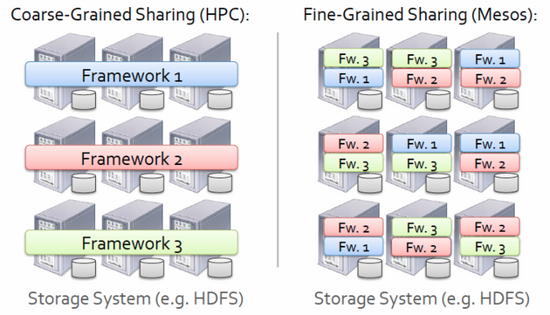 Coarse-Grained Sharing (HPC):
Framework 1
Framework 2
Framework 3
Storage System (e.g. HDFS)
Fine-Grained Sharing (Mesos):
Fw. 3 Fw. 3 Fw. 1
Fw. 1 Fw. 2 Fw. 2
Fw. 2 Fw. 1 Fw. 1
Fw. 3 Fw. 3 Fw. 2
Fw. 2 Fw. 3 Fw. 2
Fw. 1 Fw. 2 Fw. 3
Storage System (e.g. HDFS)